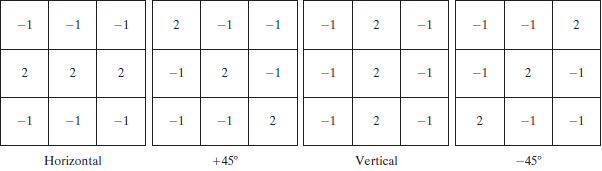 −1 −1 −1 2 −1 −1 −1 2 −1 −1 −1 2
2 2 2 −1 2 −1 −1 2 −1 −1 2 −1
−1 −1 −1 −1 −1 2 −1 2 −1 2 −1 −1
Horizontal +45° Vertical −45°